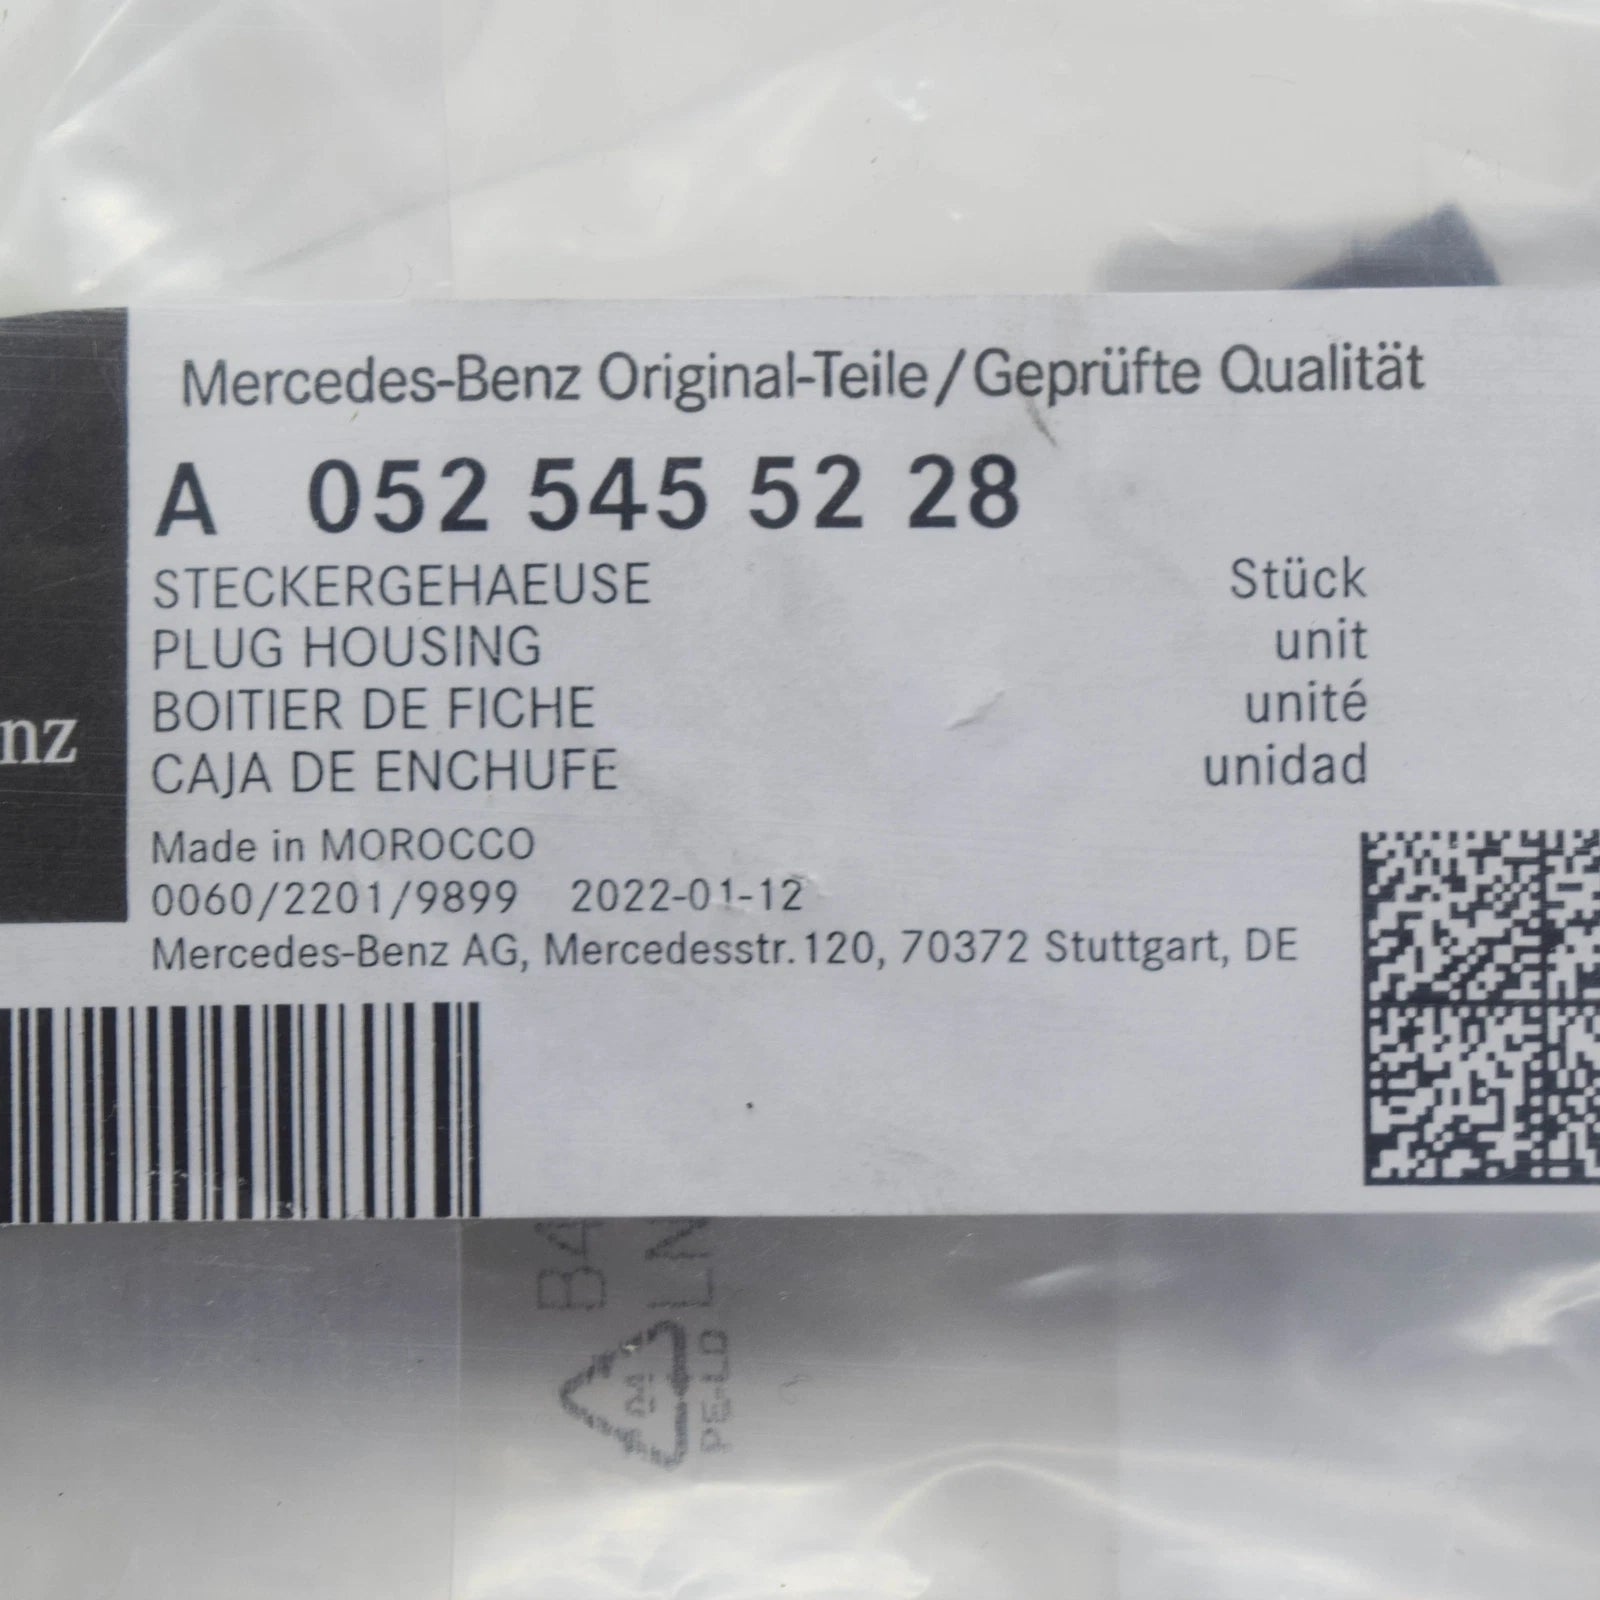 Mercedes-Benz Original-Teile/Geprüfte Qualität
A 052 545 52 28
STECKERGEHAEUSE Stück
PLUG HOUSING unit
BOITIER DE FICHE unité
CAJA DE ENCHUFE unidad
nz
Made in MOROCCO
0060/2201/9899 2022-01-12
Mercedes-Benz AG, Mercedesstr. 120, 70372 Stuttgart, DE
PE-LD